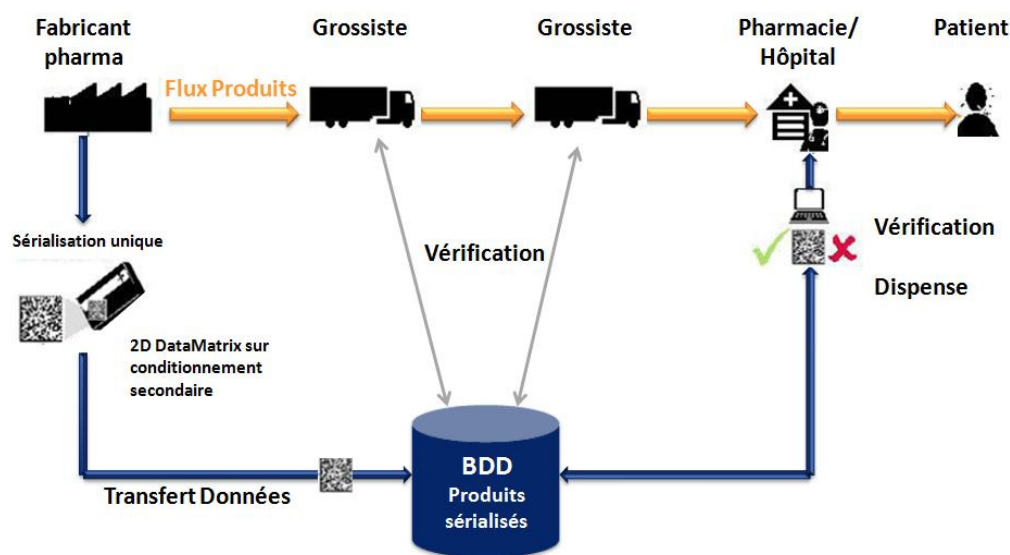 Fabricant
pharma
Grossiste
Grossiste
Pharmacie/
Hôpital
Patient
Flux Produits
Sérialisation unique
Vérification
Vérification
Dispense
2D DataMatrix sur
conditionnement
secondaire
BDD
Produits
sérialisés
Transfert Données